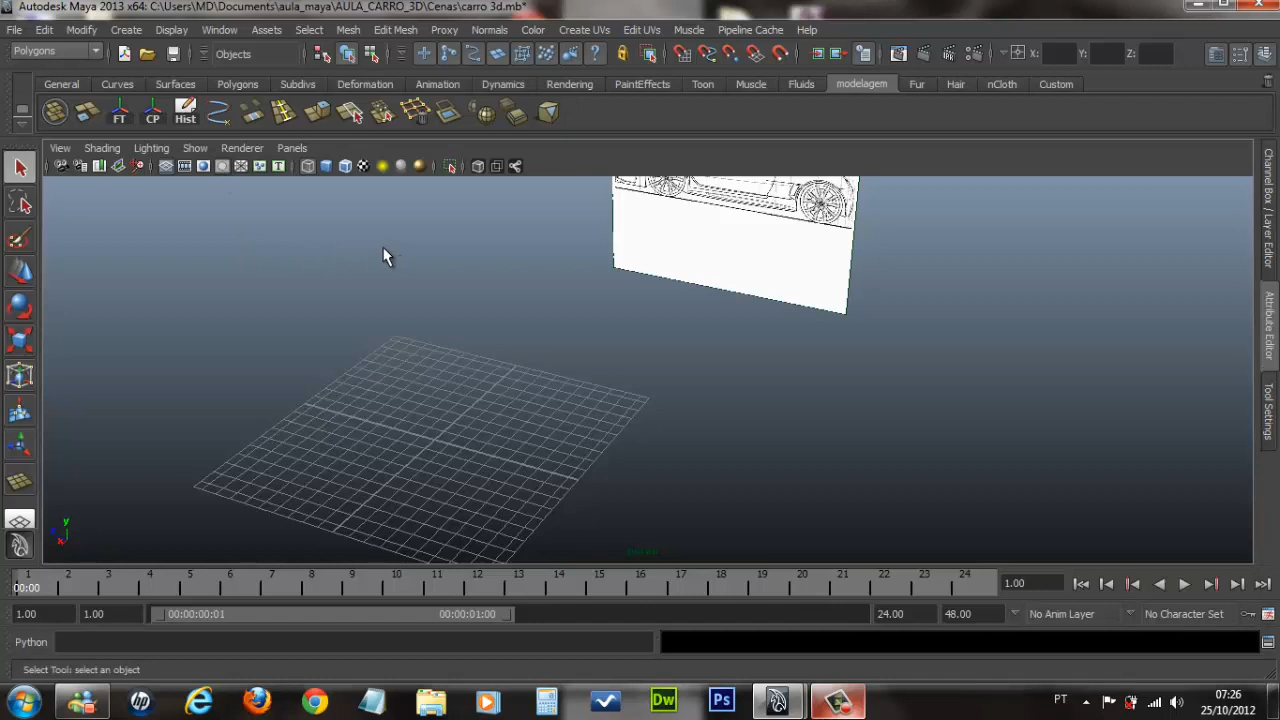 Autodesk Maya 2013 x64: C:\Users\MD\Documents\aula_maya\AULA_CARRO_3D\Cenas\carro 3d.mb*
File Edit Modify Create Display Window Assets Select Mesh Edit Mesh Proxy Normals Color Create UVs Edit UVs Muscle Pipeline Cache Help
Polygons Objects X: Y: Z:
General Curves Surfaces Polygons Subdivs Deformation Animation Dynamics Rendering PaintEffects Toon Muscle Fluids modelagem Fur Hair nCloth Custom
FT CP Hist
View Shading Lighting Show Renderer Panels
Channel Box / Layer Editor
Attribute Editor
Tool Settings
y
x
1 2 3 4 5 6 7 8 9 10 11 12 13 14 15 16 17 18 19 20 21 22 23 24
00:00 1.00
1.00 1.00 00:00:00:01 00:00:01:00 24.00 48.00 No Anim Layer No Character Set
Python
Select Tool: select an object
hp Dw Ps PT 07:26
25/10/2012